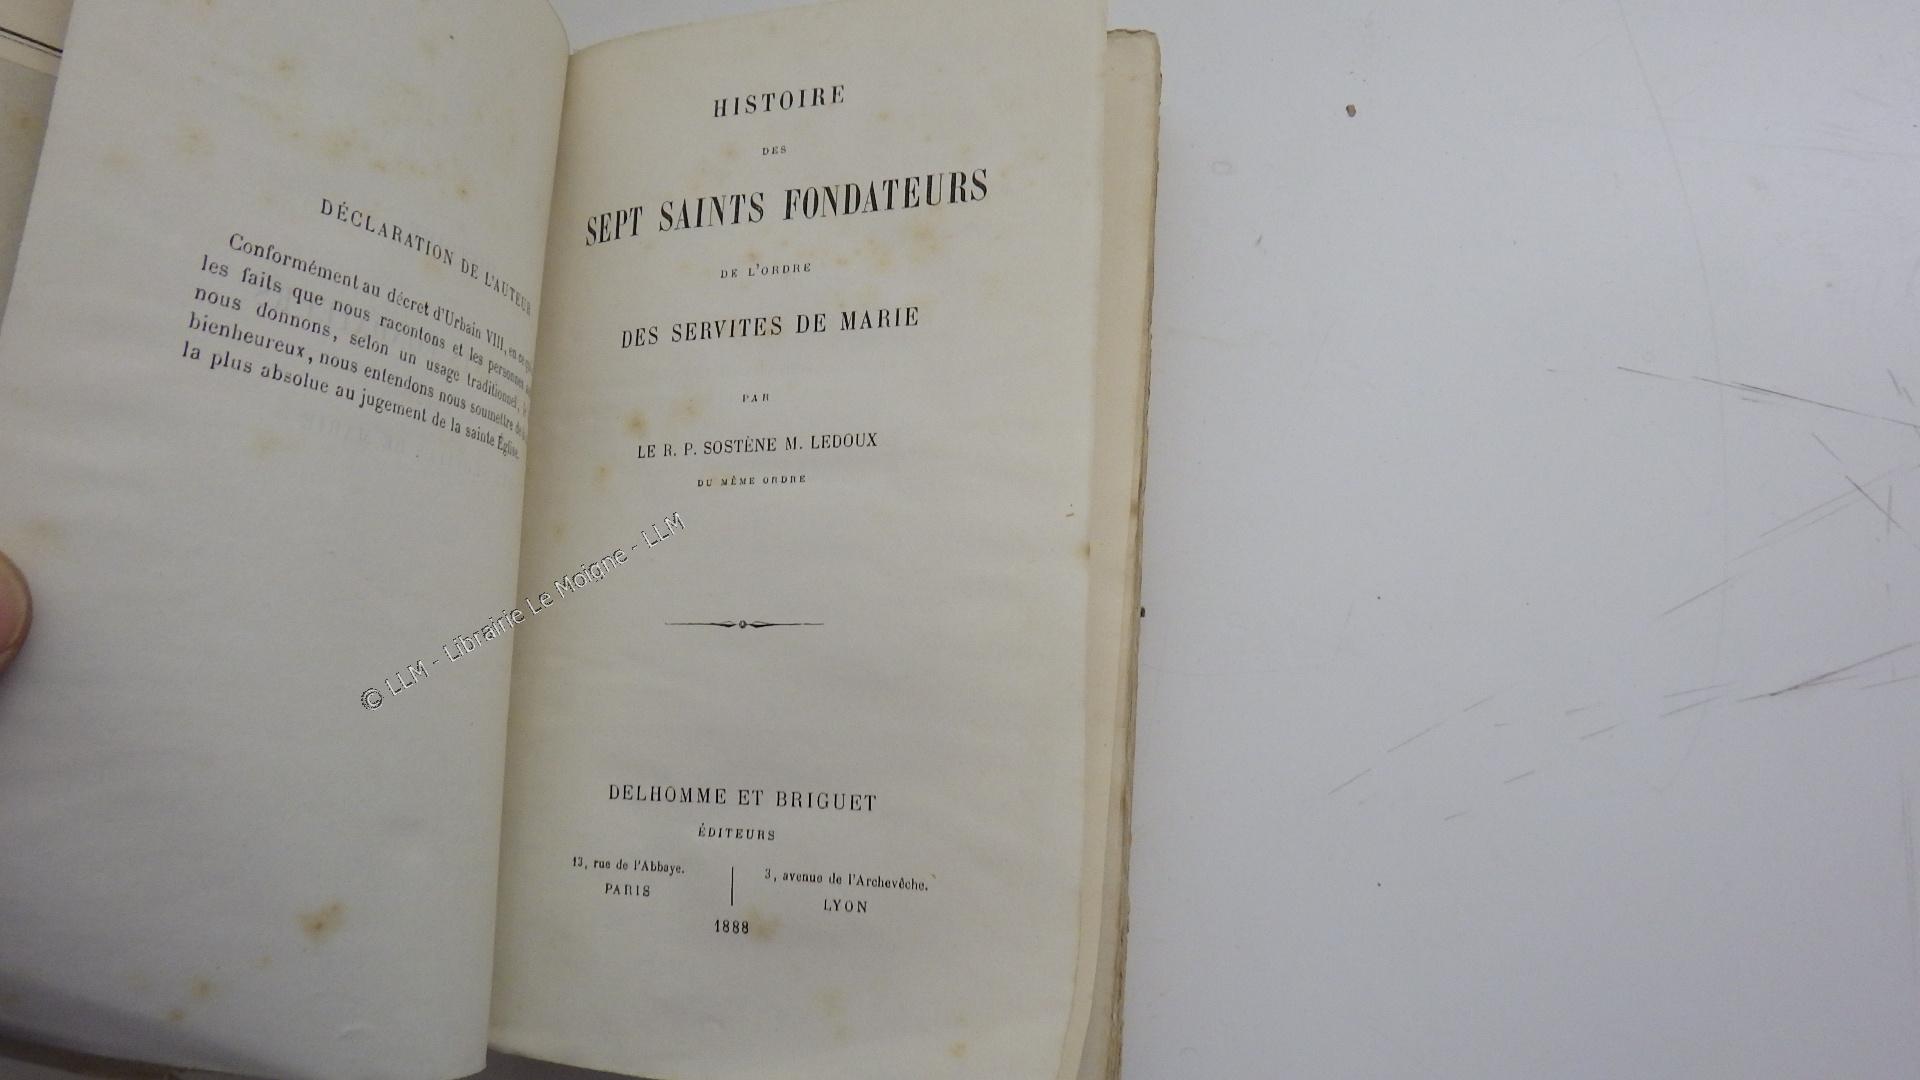 DÉCLARATION DE L'AUTEUR
Conformément au décret d'Urbain VIII, en ce
les faits que nous racontons et les personnes
nous donnons, selon un usage traditionnel,
bienheureux, nous entendons nous soumettre de
la plus absolue au jugement de la sainte Église.
HISTOIRE
DES
SEPT SAINTS FONDATEURS
DE L'ORDRE
DES SERVITES DE MARIE
PAR
LE R. P. SOSTÈNE M. LEDOUX
DU MÊME ORDRE
© LLM - Librairie Le Moigne - LLM
DELHOMME ET BRIGUET
ÉDITEURS
13, rue de l'Abbaye.
PARIS
3, avenue de l'Archevêche.
LYON
1888